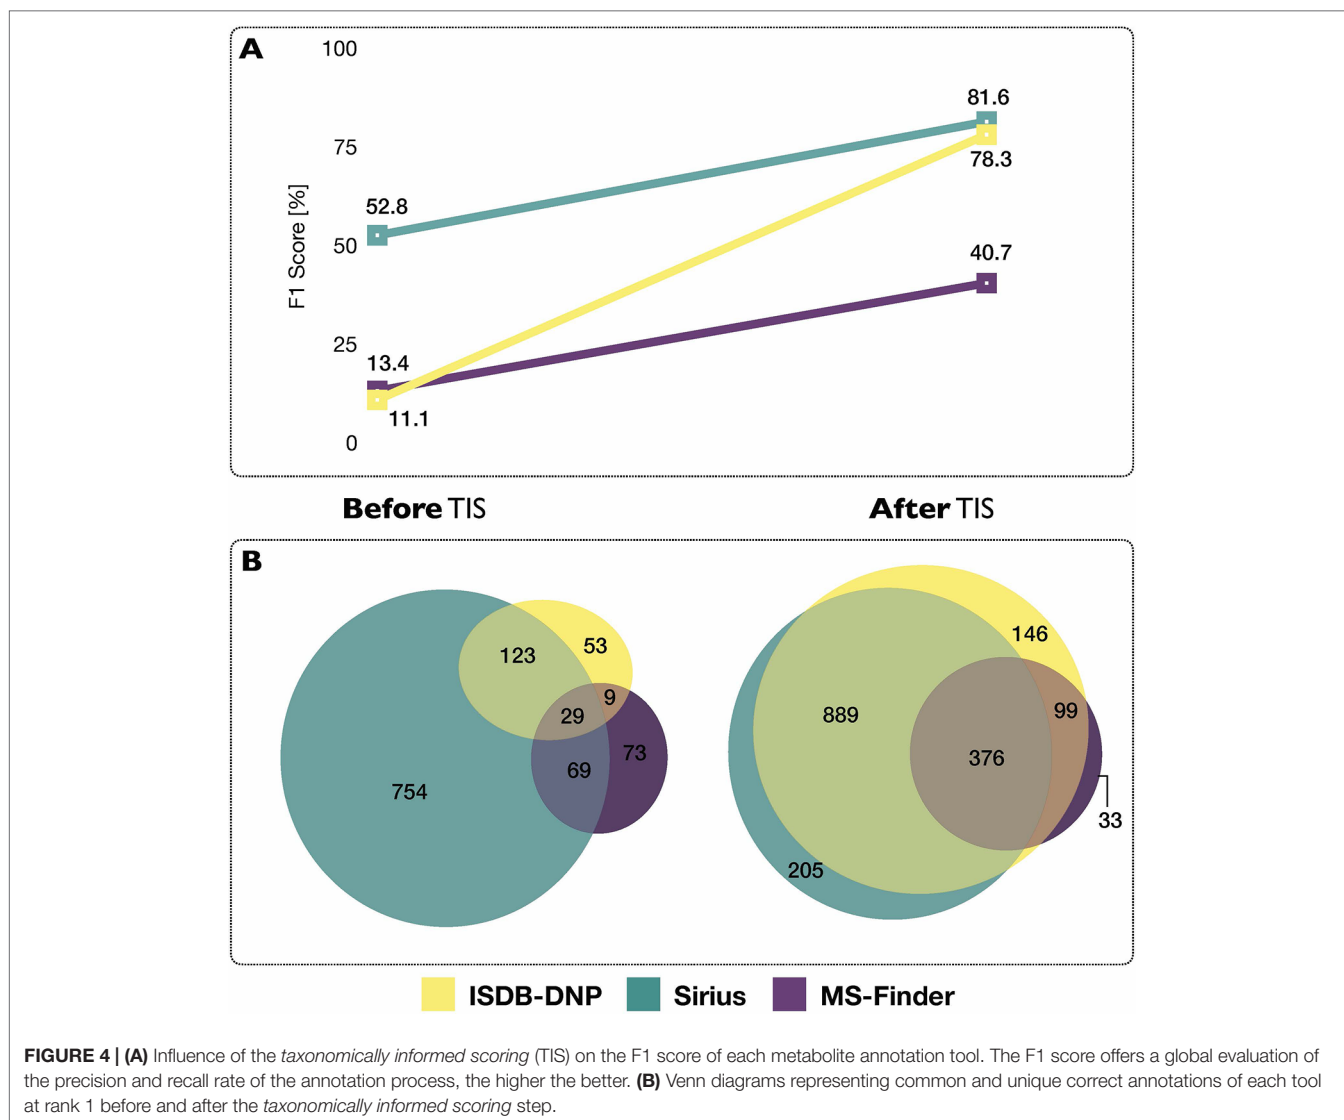 A
100
81.6
75
78.3
52.8
F1 Score [%]
50
40.7
25
13.4
11.1
0
Before TIS
After TIS
B
146
53
123
9
99
29
889
73
376
69
754
33
205
ISDB-DNP Sirius MS-Finder
FIGURE 4 | (A) Influence of the taxonomically informed scoring (TIS) on the F1 score of each metabolite annotation tool. The F1 score offers a global evaluation of
the precision and recall rate of the annotation process, the higher the better. (B) Venn diagrams representing common and unique correct annotations of each tool
at rank 1 before and after the taxonomically informed scoring step.